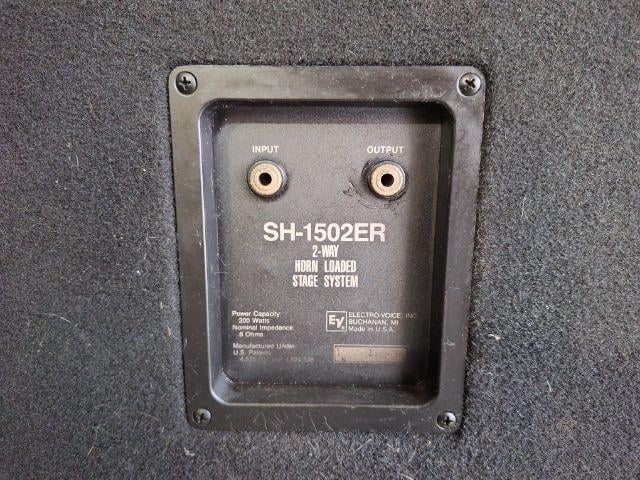 INPUT OUTPUT
SH-1502ER
2-WAY
HORN LOADED
STAGE SYSTEM
Power Capacity
200 Watts
Nominal Impedance
8 Ohms
Manufactured Under
U.S. Patents
EV ELECTRO-VOICE, INC.
BUCHANAN, MI
Made in U.S.A.